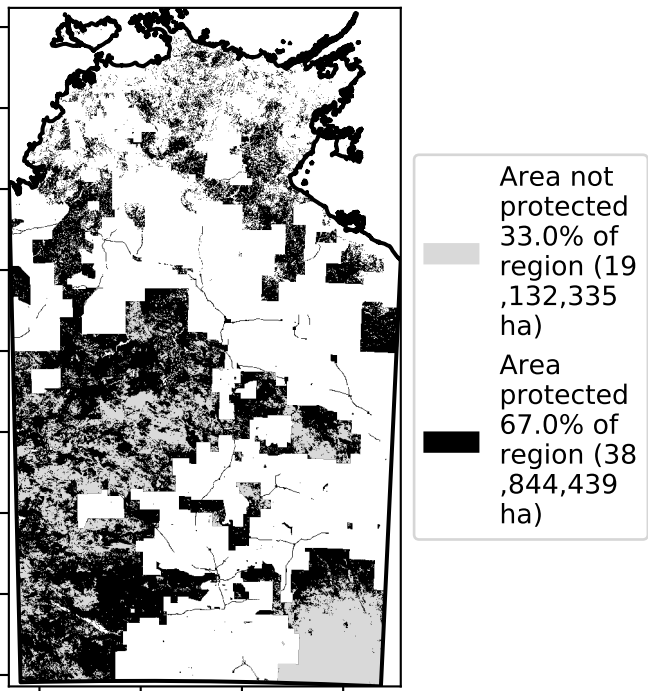 Area not
protected
33.0% of
region (19
,132,335
ha)
Area
protected
67.0% of
region (38
,844,439
ha)